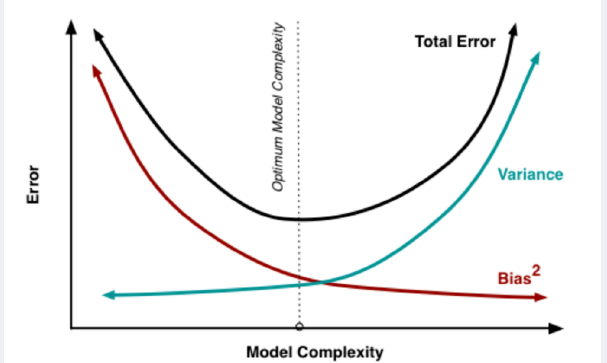 Optimum Model Complexity
Total Error
Error
Variance
Bias²
Model Complexity